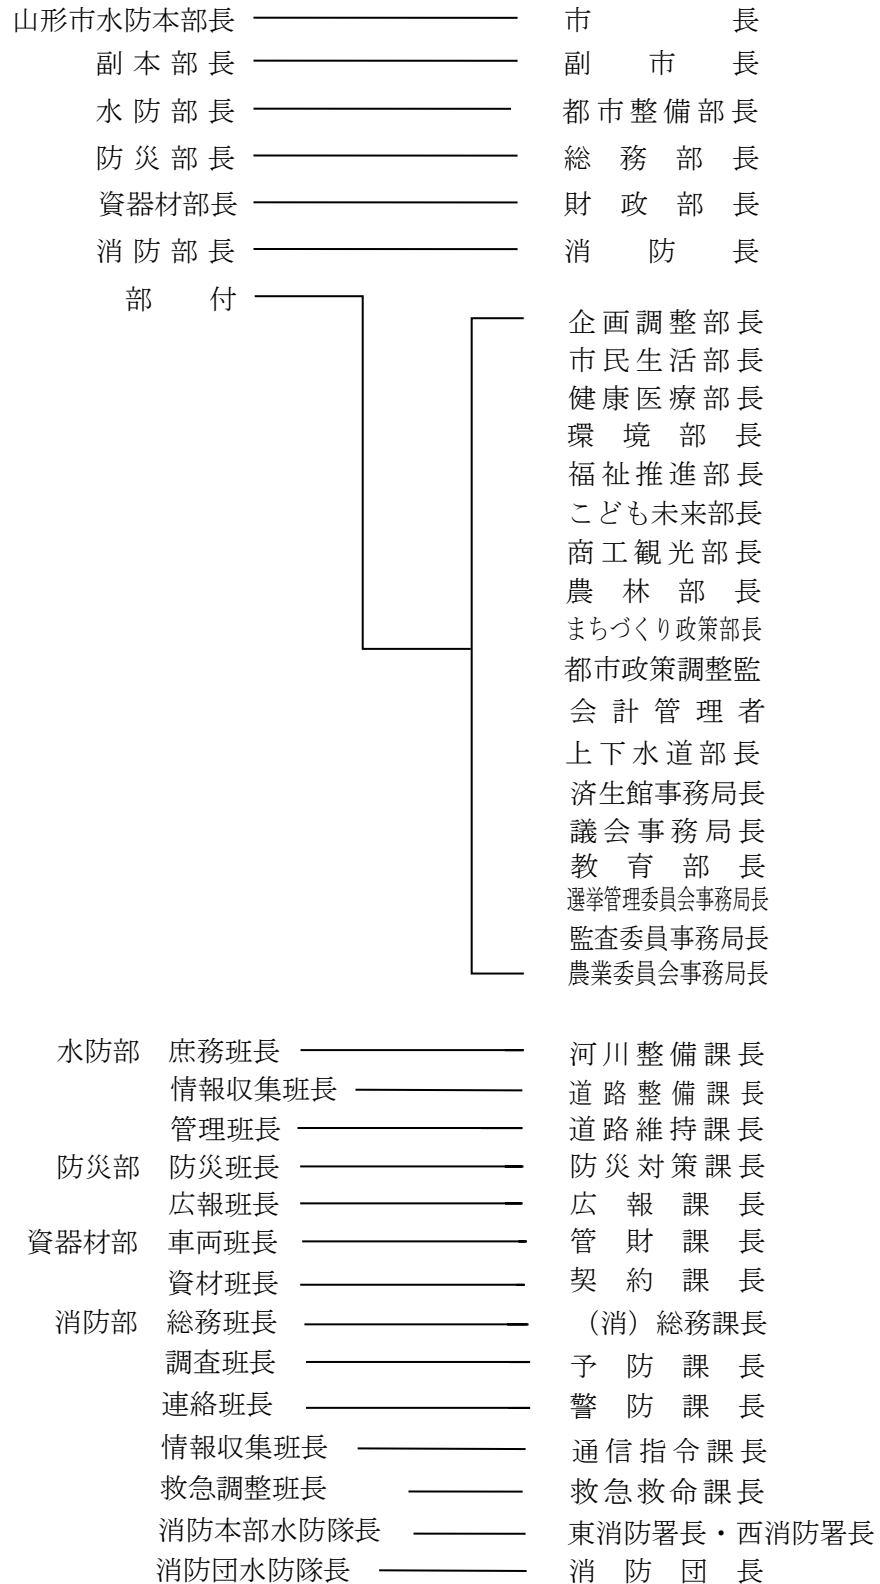 山形市水防本部長 市長
副本部長 副市長
水防部長 都市整備部長
防災部長 総務部長
資器材部長 財政部長
消防部長 消防長
部付
企画調整部長
市民生活部長
健康医療部長
環境部長
福祉推進部長
こども未来部長
商工観光部長
農林部長
まちづくり政策部長
都市政策調整監
会計管理者
上下水道部長
済生館事務局長
議会事務局長
教育部長
選挙管理委員会事務局長
監査委員事務局長
農業委員会事務局長
水防部 庶務班長 河川整備課長
情報収集班長 道路整備課長
管理班長 道路維持課長
防災部 防災班長 防災対策課長
広報班長 広報課長
資器材部 車両班長 管財課長
資材班長 契約課長
消防部 総務班長 （消）総務課長
調査班長 予防課長
連絡班長 警防課長
情報収集班長 通信指令課長
救急調整班長 救急救命課長
消防本部水防隊長 東消防署長・西消防署長
消防団水防隊長 消防団長